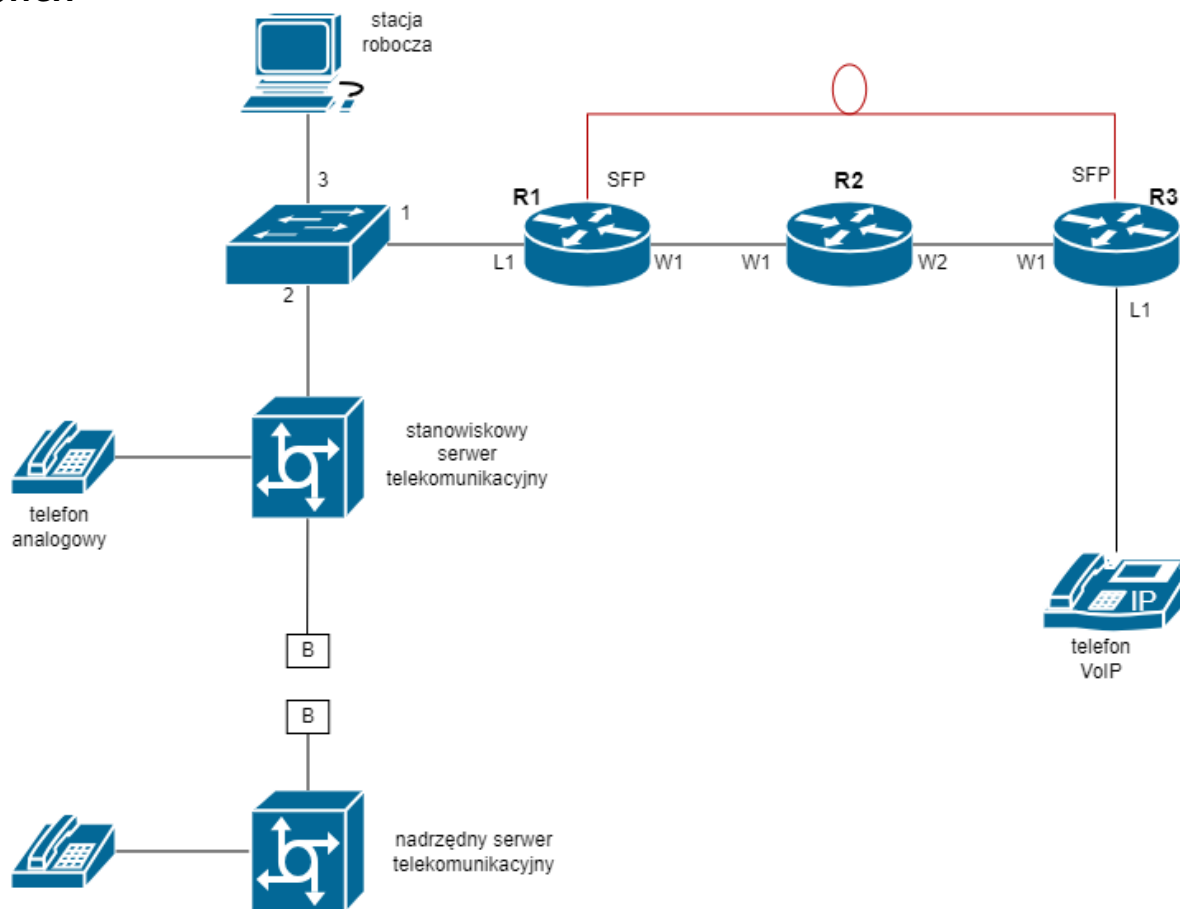 stacja
robocza
3
1
2
R1
SFP
L1
W1
R2
W1
W2
SFP
R3
W1
L1
stanowiskowy
serwer
telekomunikacyjny
telefon
analogowy
IP
telefon
VoIP
B
B
nadrzędny serwer
telekomunikacyjny